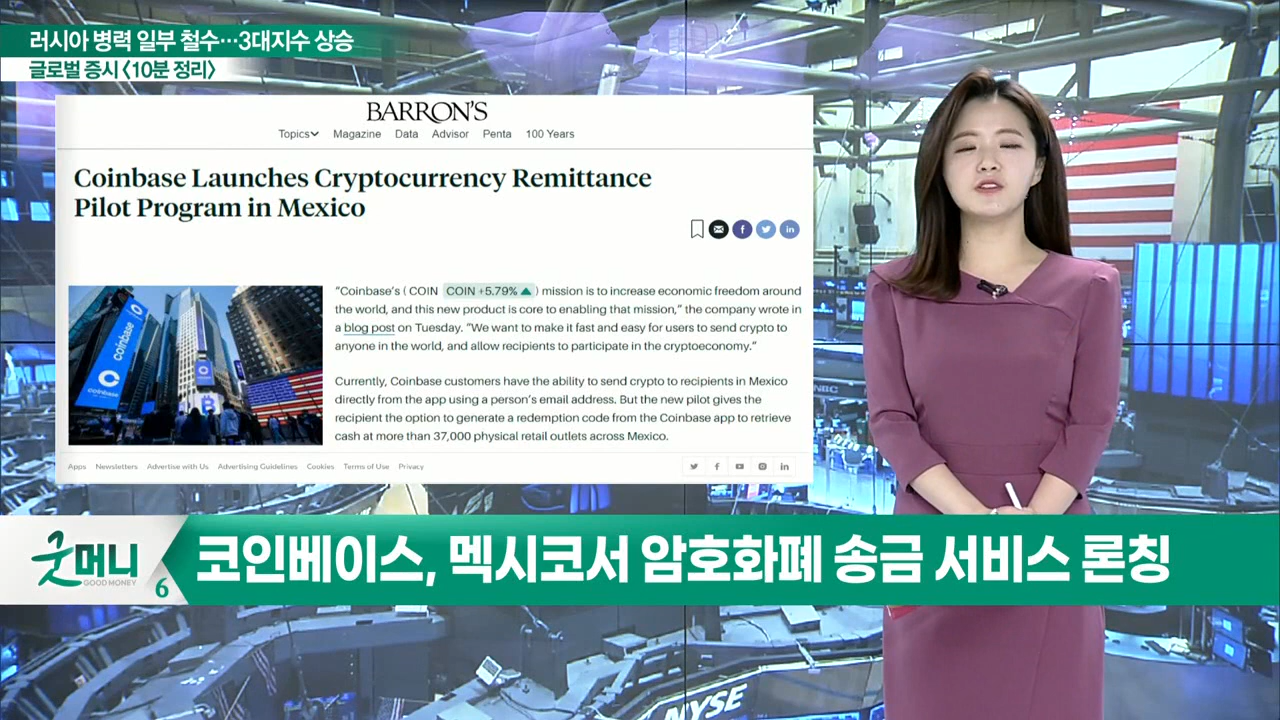 러시아 병력 일부 철수…3대지수 상승
글로벌 증시 <10분 정리>
BARRON'S
Topics Magazine Data Advisor Penta 100 Years
Coinbase Launches Cryptocurrency Remittance
Pilot Program in Mexico
"Coinbase's ( COIN COIN +5.79% ▲ ) mission is to increase economic freedom around
the world, and this new product is core to enabling that mission," the company wrote in
a blog post on Tuesday. "We want to make it fast and easy for users to send crypto to
anyone in the world, and allow recipients to participate in the cryptoeconomy."
Currently, Coinbase customers have the ability to send crypto to recipients in Mexico
directly from the app using a person's email address. But the new pilot gives the
recipient the option to generate a redemption code from the Coinbase app to retrieve
cash at more than 37,000 physical retail outlets across Mexico.
coinbase
coinbase
Apps Newsletters Advertise with Us Advertising Guidelines Cookies Terms of Use Privacy
굿머니
GOOD MONEY
6
코인베이스, 멕시코서 암호화폐 송금 서비스 론칭
NYSE